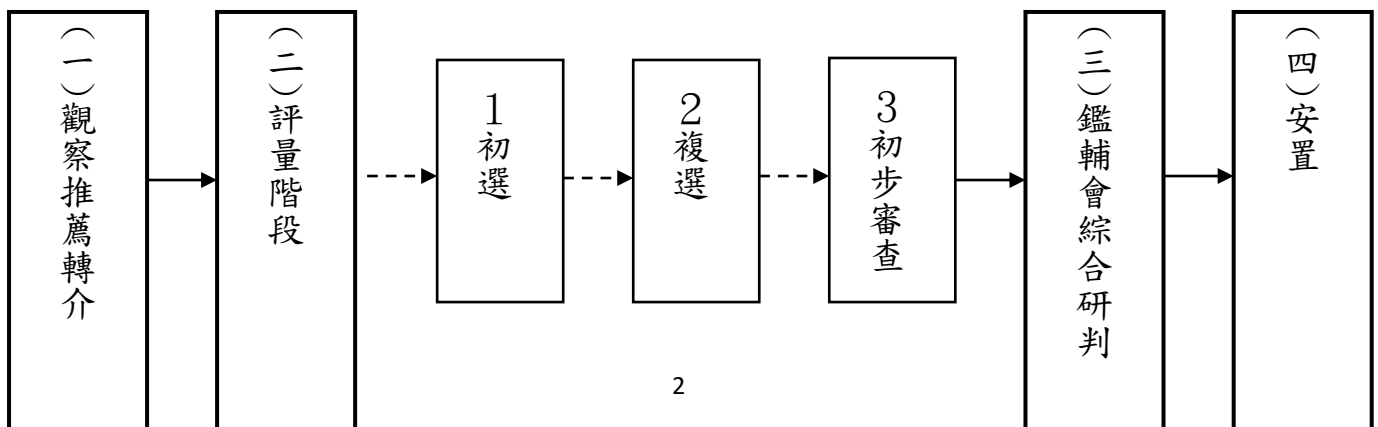 （一）觀察推薦轉介
（二）評量階段
1初選
2複選
3初步審查
（三）鑑輔會綜合研判
（四）安置
2